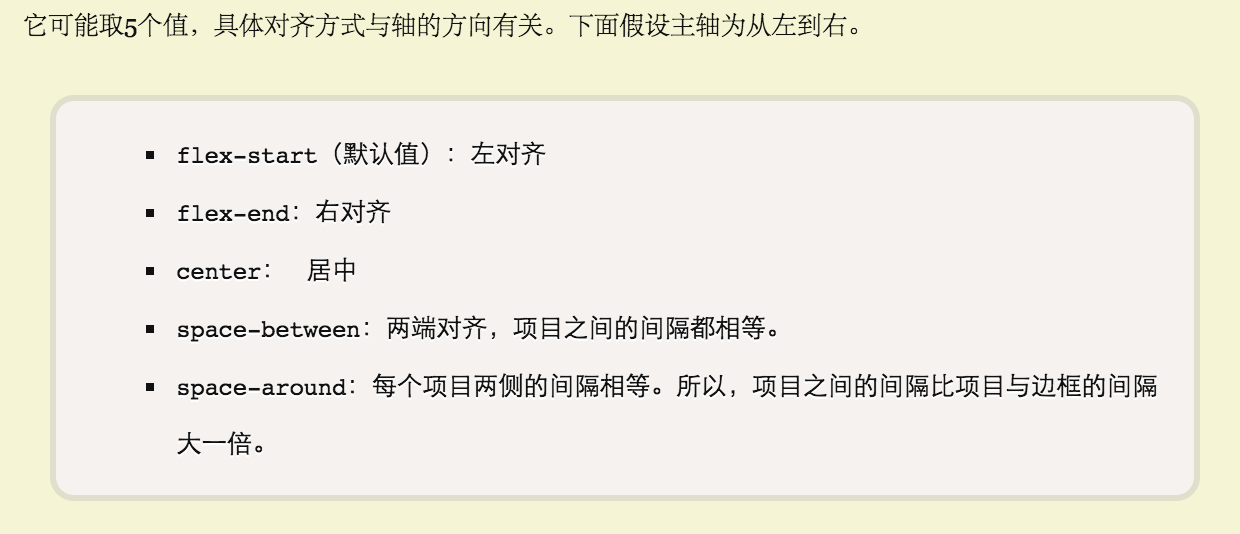 它可能取5个值，具体对齐方式与轴的方向有关。下面假设主轴为从左到右。
flex-start（默认值）：左对齐
flex-end：右对齐
center： 居中
space-between：两端对齐，项目之间的间隔都相等。
space-around：每个项目两侧的间隔相等。所以，项目之间的间隔比项目与边框的间隔
大一倍。